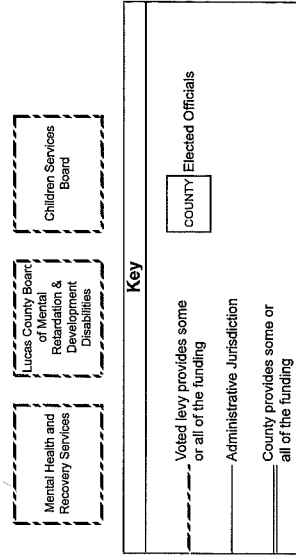 Mental Health and
Recovery Services
Lucas County Board
of Mental
Retardation &
Development
Disabilities
Children Services
Board
Key
Voted levy provides some
or all of the funding
Administrative Jurisdiction
County provides some or
all of the funding
COUNTY
Elected Officials